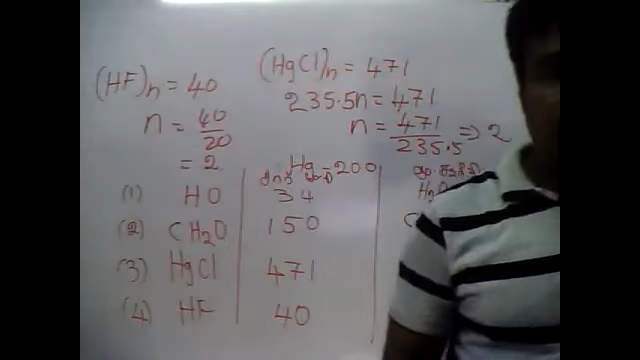 (HF)n = 40
n = 40/20
= 2
(HgCl)n = 471
235.5n = 471
n = 471/235.5 => 2
Hg = 200
(1) HO 34
(2) CH2O 150
(3) HgCl 471
(4) HF 40